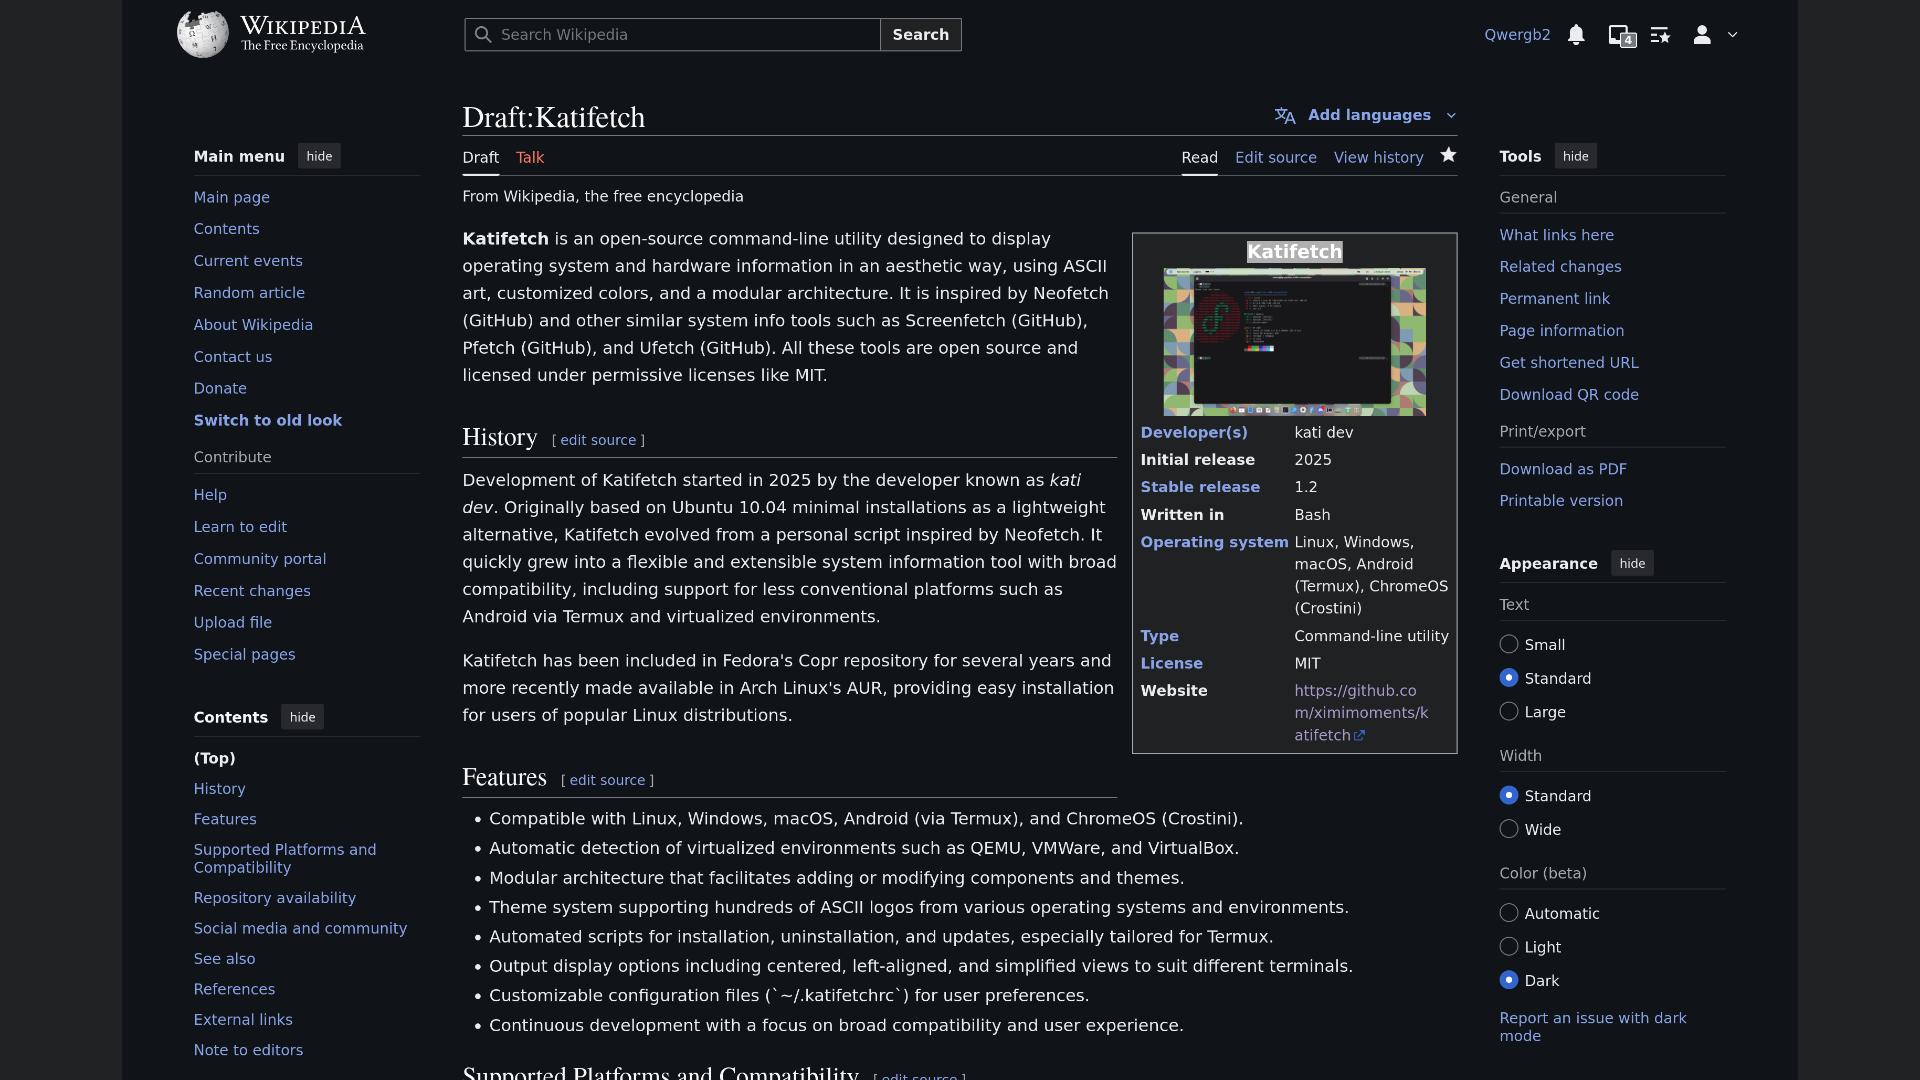 WIKIPEDIA
The Free Encyclopedia
Search Wikipedia
Search
Qwergb2
4
Main menu
hide
Main page
Contents
Current events
Random article
About Wikipedia
Contact us
Donate
Switch to old look
Contribute
Help
Learn to edit
Community portal
Recent changes
Upload file
Special pages
Contents
hide
(Top)
History
Features
Supported Platforms and
Compatibility
Repository availability
Social media and community
See also
References
External links
Note to editors
Draft:Katifetch
Add languages
Draft
Talk
Read
Edit source
View history
From Wikipedia, the free encyclopedia
Katifetch is an open-source command-line utility designed to display
operating system and hardware information in an aesthetic way, using ASCII
art, customized colors, and a modular architecture. It is inspired by Neofetch
(GitHub) and other similar system info tools such as Screenfetch (GitHub),
Pfetch (GitHub), and Ufetch (GitHub). All these tools are open source and
licensed under permissive licenses like MIT.
Katifetch
Developer(s) kati dev
Initial release 2025
Stable release 1.2
Written in Bash
Operating system Linux, Windows,
macOS, Android
(Termux), ChromeOS
(Crostini)
Type Command-line utility
License MIT
Website https://github.co
m/ximimoments/k
atifetch
History [ edit source ]
Development of Katifetch started in 2025 by the developer known as kati
dev. Originally based on Ubuntu 10.04 minimal installations as a lightweight
alternative, Katifetch evolved from a personal script inspired by Neofetch. It
quickly grew into a flexible and extensible system information tool with broad
compatibility, including support for less conventional platforms such as
Android via Termux and virtualized environments.
Katifetch has been included in Fedora's Copr repository for several years and
more recently made available in Arch Linux's AUR, providing easy installation
for users of popular Linux distributions.
Features [ edit source ]
• Compatible with Linux, Windows, macOS, Android (via Termux), and ChromeOS (Crostini).
• Automatic detection of virtualized environments such as QEMU, VMWare, and VirtualBox.
• Modular architecture that facilitates adding or modifying components and themes.
• Theme system supporting hundreds of ASCII logos from various operating systems and environments.
• Automated scripts for installation, uninstallation, and updates, especially tailored for Termux.
• Output display options including centered, left-aligned, and simplified views to suit different terminals.
• Customizable configuration files (`~/.katifetchrc`) for user preferences.
• Continuous development with a focus on broad compatibility and user experience.
Supported Platforms and Compatibility [ edit source ]
Tools
hide
General
What links here
Related changes
Permanent link
Page information
Get shortened URL
Download QR code
Print/export
Download as PDF
Printable version
Appearance
hide
Text
Small
Standard
Large
Width
Standard
Wide
Color (beta)
Automatic
Light
Dark
Report an issue with dark
mode